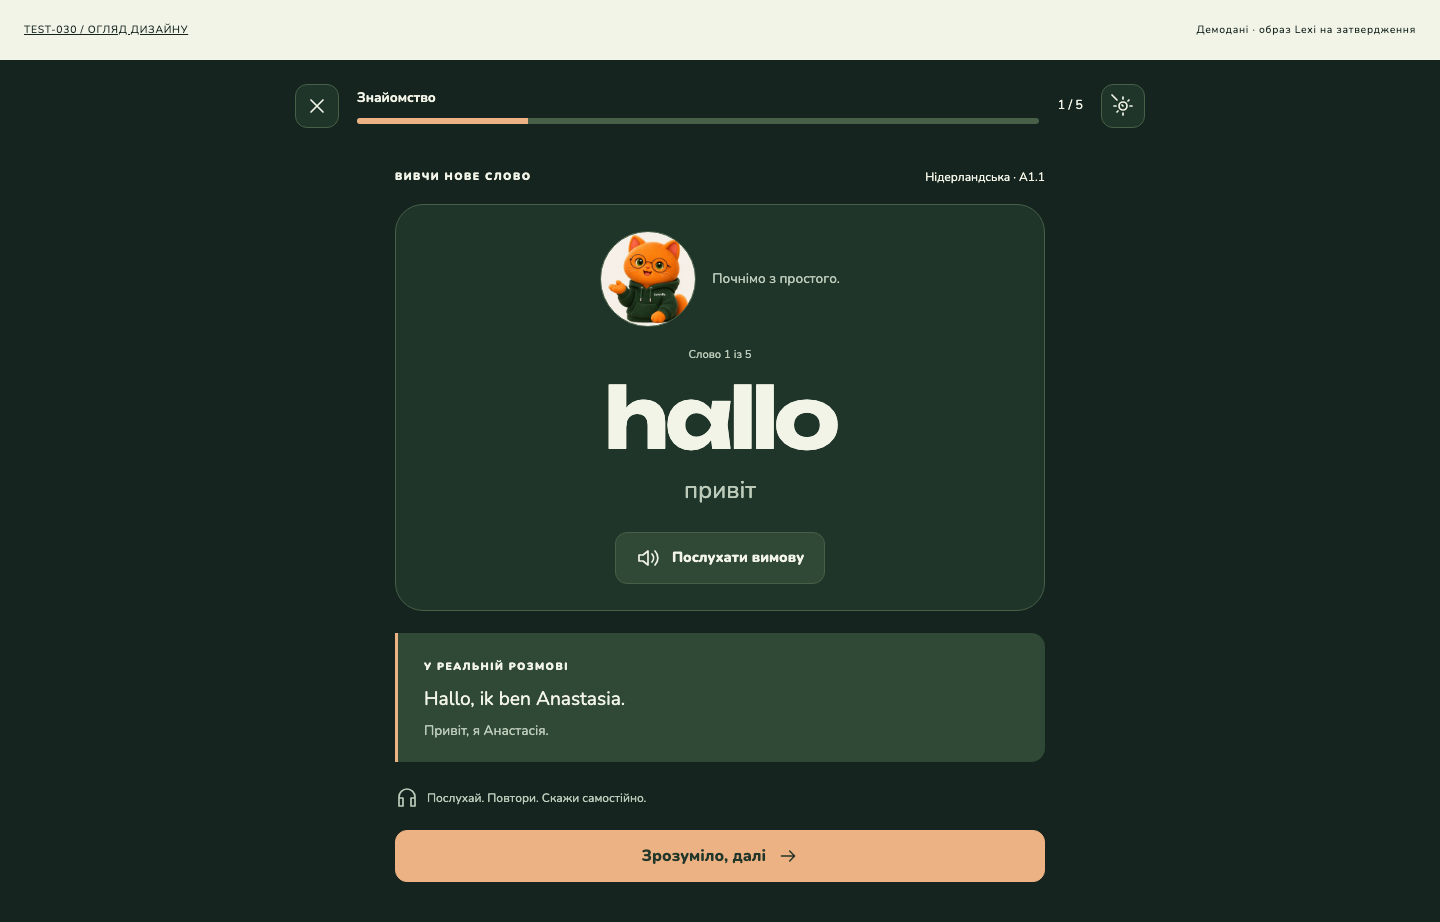 TEST-030 / ОГЛЯД ДИЗАЙНУ
Демодані · образ Lexi на затвердження
Знайомство
1 / 5
ВИВЧИ НОВЕ СЛОВО
Нідерландська · A1.1
Почнімо з простого.
Слово 1 із 5
hallo
привіт
Послухати вимову
У РЕАЛЬНІЙ РОЗМОВІ
Hallo, ik ben Anastasia.
Привіт, я Анастасія.
Послухай. Повтори. Скажи самостійно.
Зрозуміло, далі